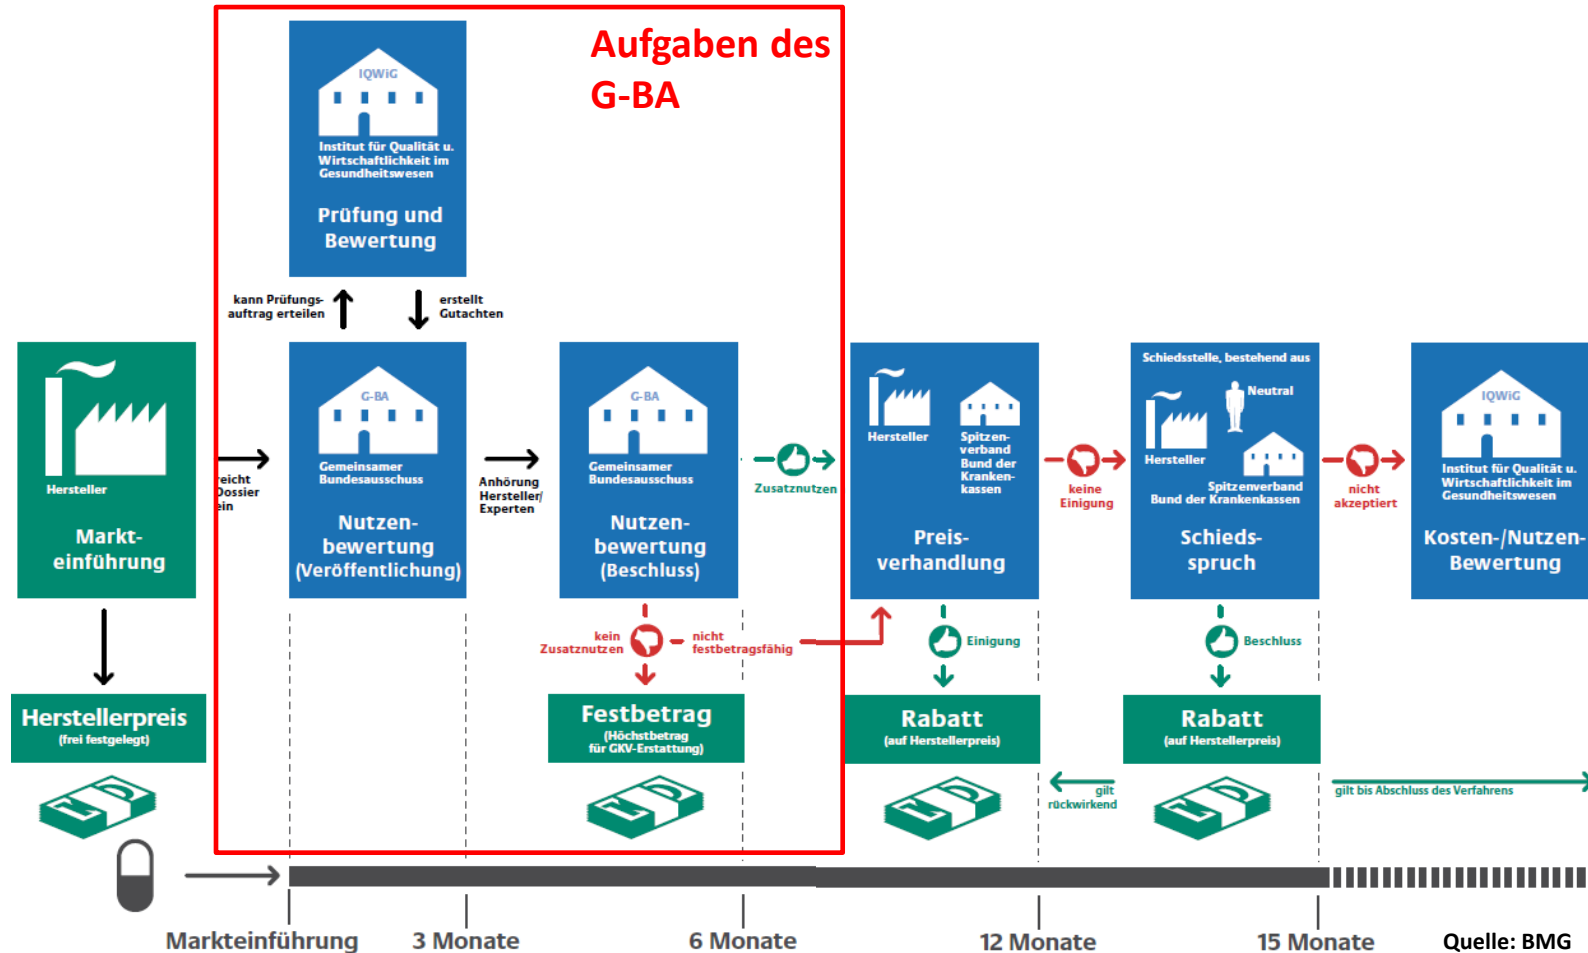 Aufgaben des
G-BA
IQWiG
Institut für Qualität u.
Wirtschaftlichkeit im
Gesundheitswesen
Prüfung und
Bewertung
kann Prüfungs-
auftrag erteilen
erstellt
Gutachten
Hersteller
Markt-
einführung
reicht
Dossier
ein
G-BA
Gemeinsamer
Bundesausschuss
Nutzen-
bewertung
(Veröffentlichung)
Anhörung
Hersteller/
Experten
G-BA
Gemeinsamer
Bundesausschuss
Nutzen-
bewertung
(Beschluss)
Zusatznutzen
Hersteller
Spitzen-
verband
Bund der
Kranken-
kassen
Preis-
verhandlung
keine
Einigung
Schiedsstelle, bestehend aus
Neutral
Hersteller
Spitzenverband
Bund der Krankenkassen
Schieds-
spruch
nicht
akzeptiert
IQWiG
Institut für Qualität u.
Wirtschaftlichkeit im
Gesundheitswesen
Kosten-/Nutzen-
Bewertung
kein
Zusatznutzen
nicht
festbetragsfähig
Einigung
Beschluss
Herstellerpreis
(frei festgelegt)
Festbetrag
(Höchstbetrag
für GKV-Erstattung)
Rabatt
(auf Herstellerpreis)
Rabatt
(auf Herstellerpreis)
gilt
rückwirkend
gilt bis Abschluss des Verfahrens
Markteinführung
3 Monate
6 Monate
12 Monate
15 Monate
Quelle: BMG